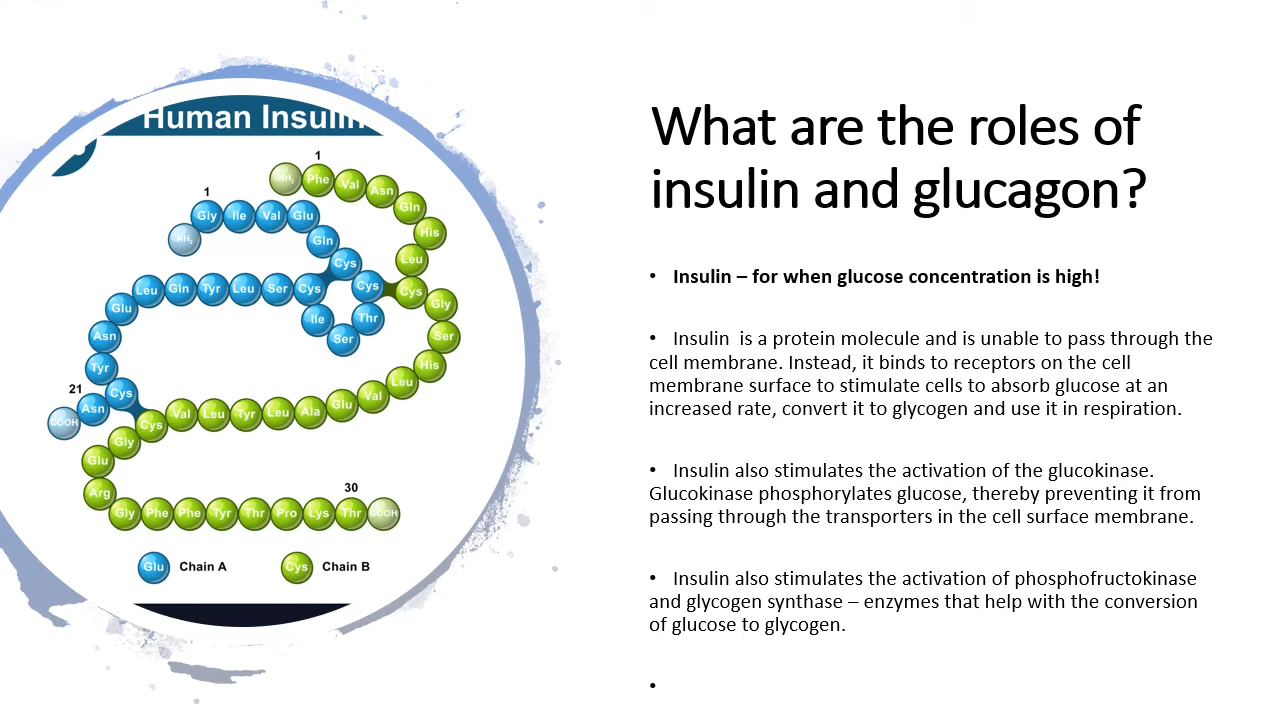 Human Insulin
1
NH₂ Phe Val Asn Gln His Leu Cys Gly Ser His Leu Val Glu Ala Leu Tyr Leu Val Cys Gly Glu Arg Gly Phe Phe Tyr Thr Pro Lys Thr COOH
30
1
NH₂ Gly Ile Val Glu Gln Cys Cys Thr Ser Ile Cys Ser Leu Tyr Gln Leu Glu Asn Tyr Cys Asn COOH
21
Glu Chain A
Cys Chain B
What are the roles of
insulin and glucagon?
• Insulin – for when glucose concentration is high!
• Insulin is a protein molecule and is unable to pass through the
cell membrane. Instead, it binds to receptors on the cell
membrane surface to stimulate cells to absorb glucose at an
increased rate, convert it to glycogen and use it in respiration.
• Insulin also stimulates the activation of the glucokinase.
Glucokinase phosphorylates glucose, thereby preventing it from
passing through the transporters in the cell surface membrane.
• Insulin also stimulates the activation of phosphofructokinase
and glycogen synthase – enzymes that help with the conversion
of glucose to glycogen.
•